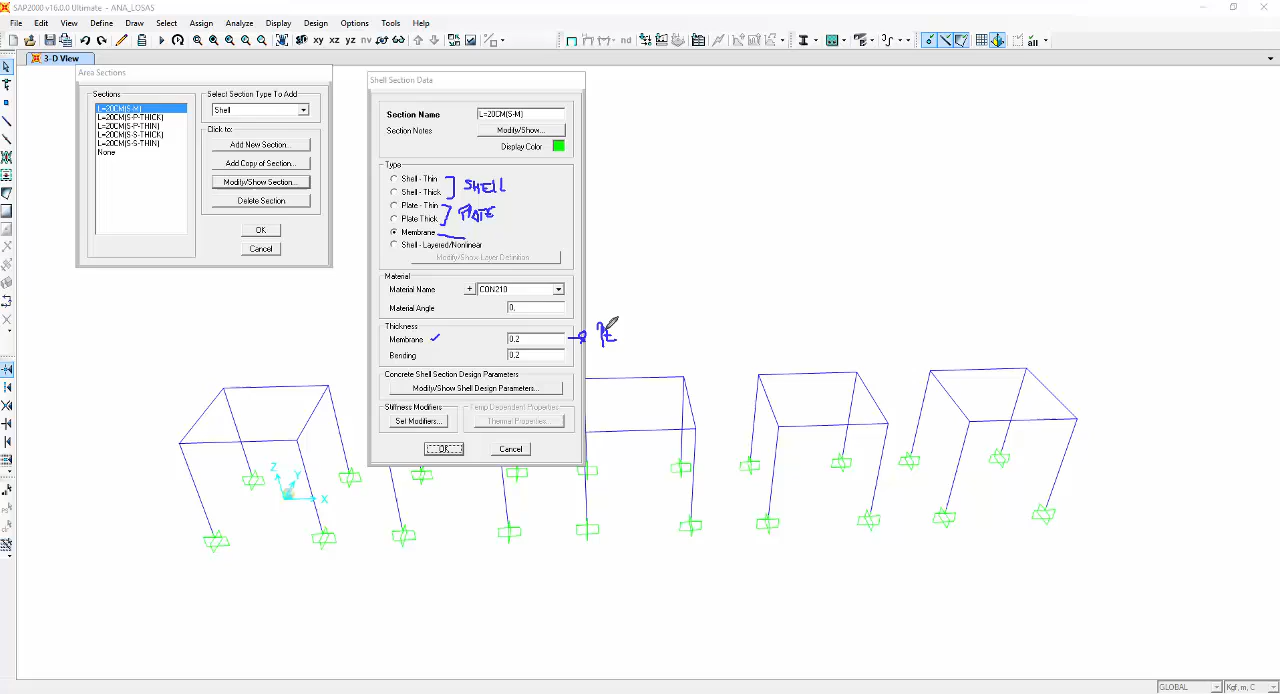 SAP2000 v16.0.0 Ultimate - ANA_LOSAS
File Edit View Define Draw Select Assign Analyze Display Design Options Tools Help
xy xz yz nv nd all
3-D View
Area Sections
Sections
L=20CM(S-M)
L=20CM(S-P-THICK)
L=20CM(S-P-THIN)
L=20CM(S-S-THICK)
L=20CM(S-S-THIN)
None
Select Section Type To Add
Shell
Click to:
Add New Section...
Add Copy of Section...
Modify/Show Section...
Delete Section
OK
Cancel
Shell Section Data
Section Name L=20CM(S-M)
Section Notes Modify/Show...
Display Color
Type
Shell - Thin
Shell - Thick
SHELL
Plate - Thin
Plate Thick
PLATE
Membrane
Shell - Layered/Nonlinear
Modify/Show Layer Definition
Material
Material Name + CON210
Material Angle 0.
Thickness
Membrane 0.2
Bending 0.2
Concrete Shell Section Design Parameters
Modify/Show Shell Design Parameters...
Stiffness Modifiers
Set Modifiers...
Temp Dependent Properties
Thermal Properties...
OK
Cancel
Z
Y
X
GLOBAL
Kgf, m, C